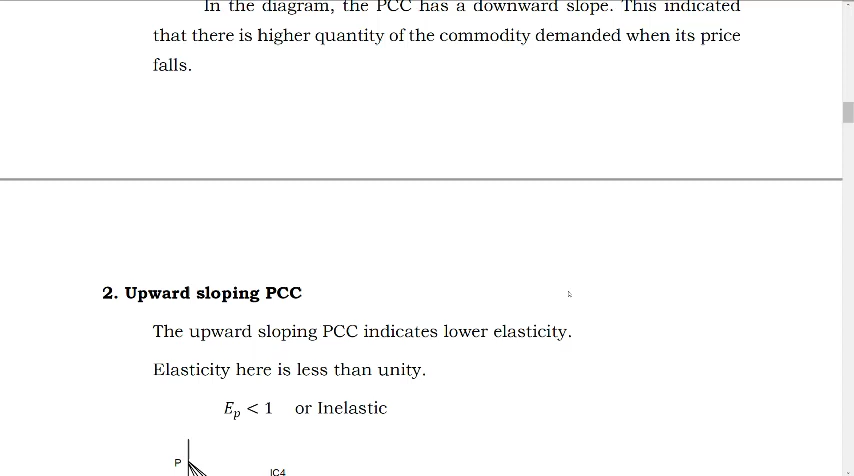 In the diagram, the PCC has a downward slope. This indicated
that there is higher quantity of the commodity demanded when its price
falls.
2. Upward sloping PCC
The upward sloping PCC indicates lower elasticity.
Elasticity here is less than unity.
Eₚ < 1 or Inelastic
P
IC4